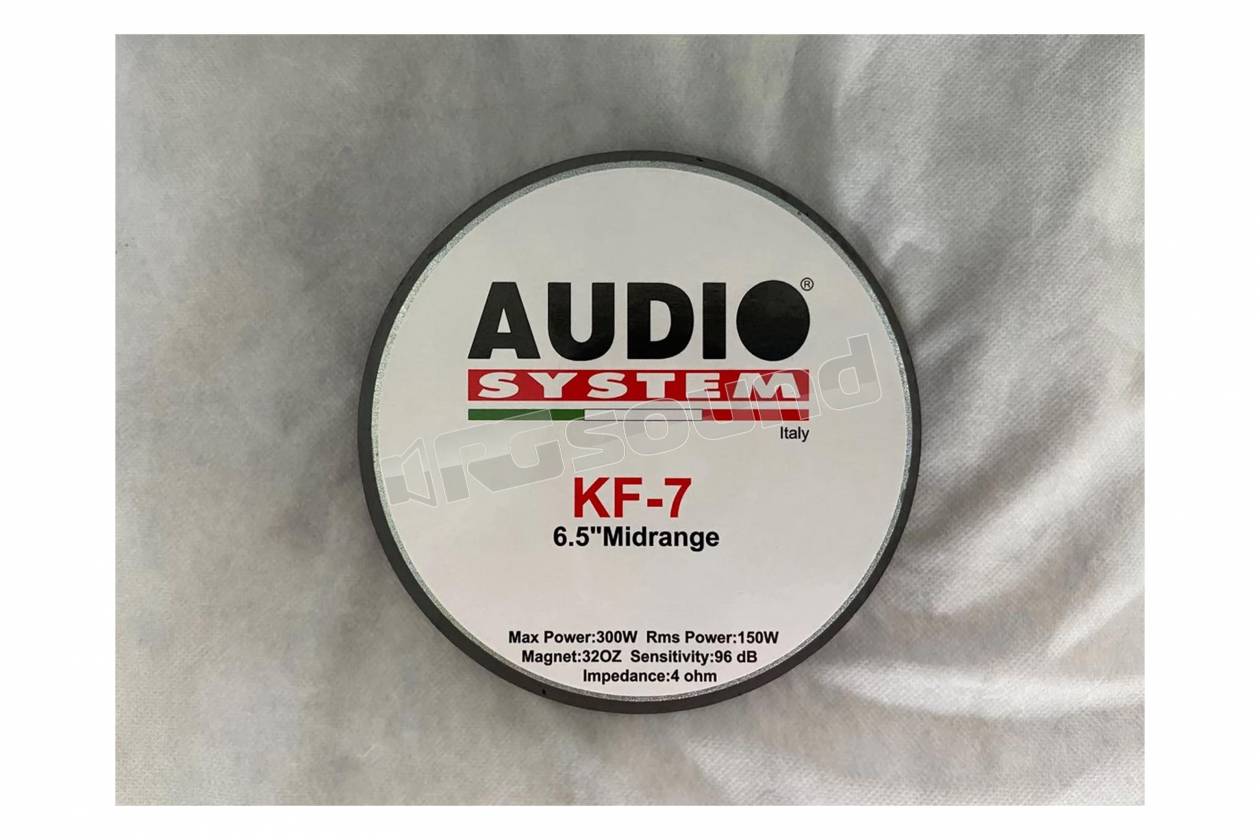 AUDIO®
SYSTEM
Italy
RGsound
KF-7
6.5"Midrange
Max Power:300W Rms Power:150W
Magnet:32OZ Sensitivity:96 dB
Impedance:4 ohm